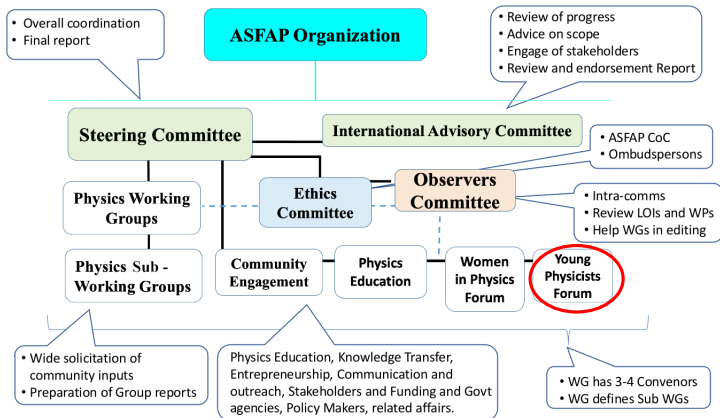 • Overall coordination
• Final report
ASFAP Organization
• Review of progress
• Advice on scope
• Engage of stakeholders
• Review and endorsement Report
Steering Committee
International Advisory Committee
• ASFAP CoC
• Ombudspersons
Physics Working
Groups
Ethics
Committee
Observers
Committee
• Intra-comms
• Review LOIs and WPs
• Help WGs in editing
Physics Sub -
Working Groups
Community
Engagement
Physics
Education
Women
in Physics
Forum
Young
Physicists
Forum
• Wide solicitation of
community inputs
• Preparation of Group reports
Physics Education, Knowledge Transfer,
Entrepreneurship, Communication and
outreach, Stakeholders and Funding and Govt
agencies, Policy Makers, related affairs.
• WG has 3-4 Convenors
• WG defines Sub WGs